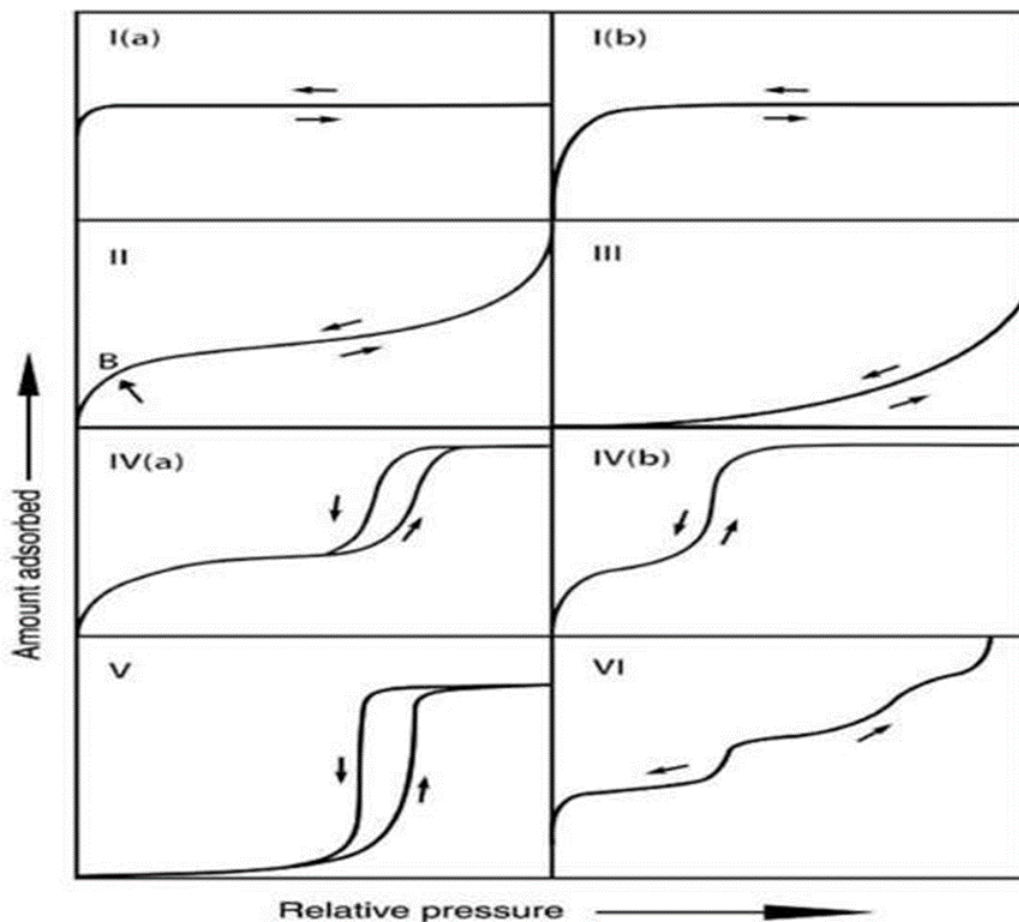 I(a)
I(b)
II
III
B
IV(a)
IV(b)
V
VI
Amount adsorbed
Relative pressure